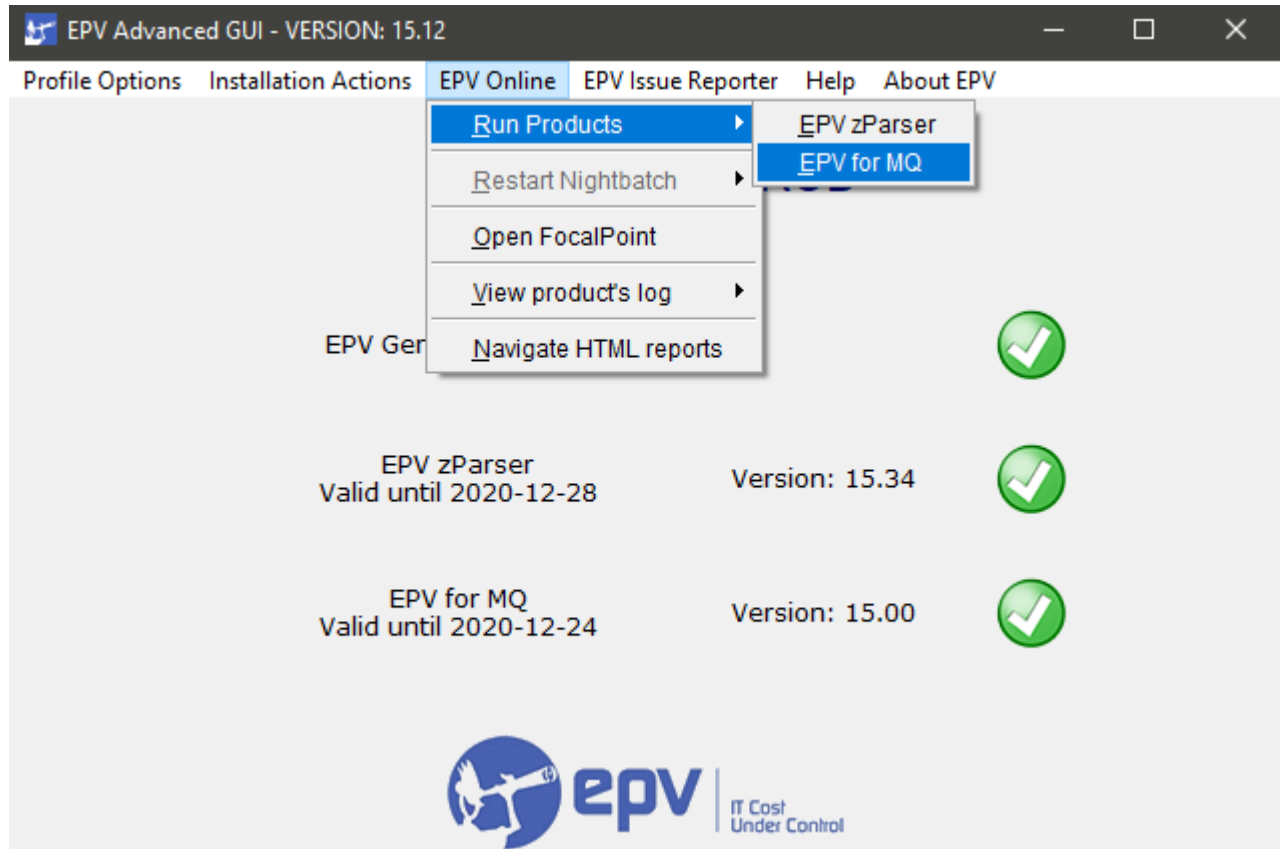 EPV Advanced GUI - VERSION: 15.12
Profile Options Installation Actions EPV Online EPV Issue Reporter Help About EPV
Run Products
EPV zParser
EPV for MQ
Restart Nightbatch
Open FocalPoint
View product's log
Navigate HTML reports
EPV Ger
EPV zParser
Valid until 2020-12-28
Version: 15.34
EPV for MQ
Valid until 2020-12-24
Version: 15.00
epv
IT Cost
Under Control